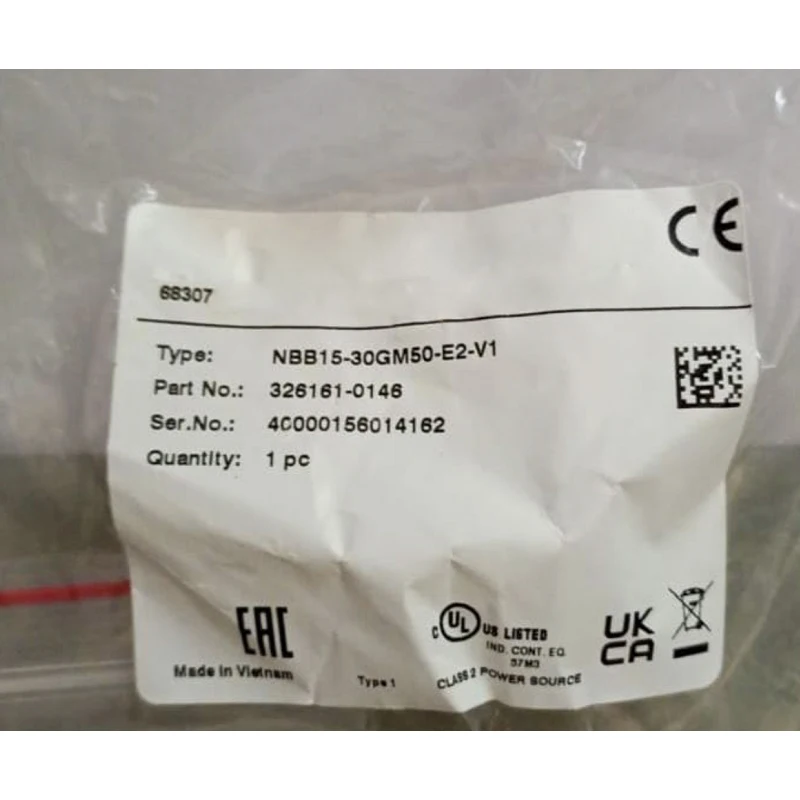 CE
68307
Type: NBB15-30GM50-E2-V1
Part No.: 326161-0146
Ser.No.: 40000156014162
Quantity: 1 pc
EAC
Made in Vietnam
Type 1
C UL US LISTED
IND. CONT. EQ.
57M3
CLASS 2 POWER SOURCE
UK
CA